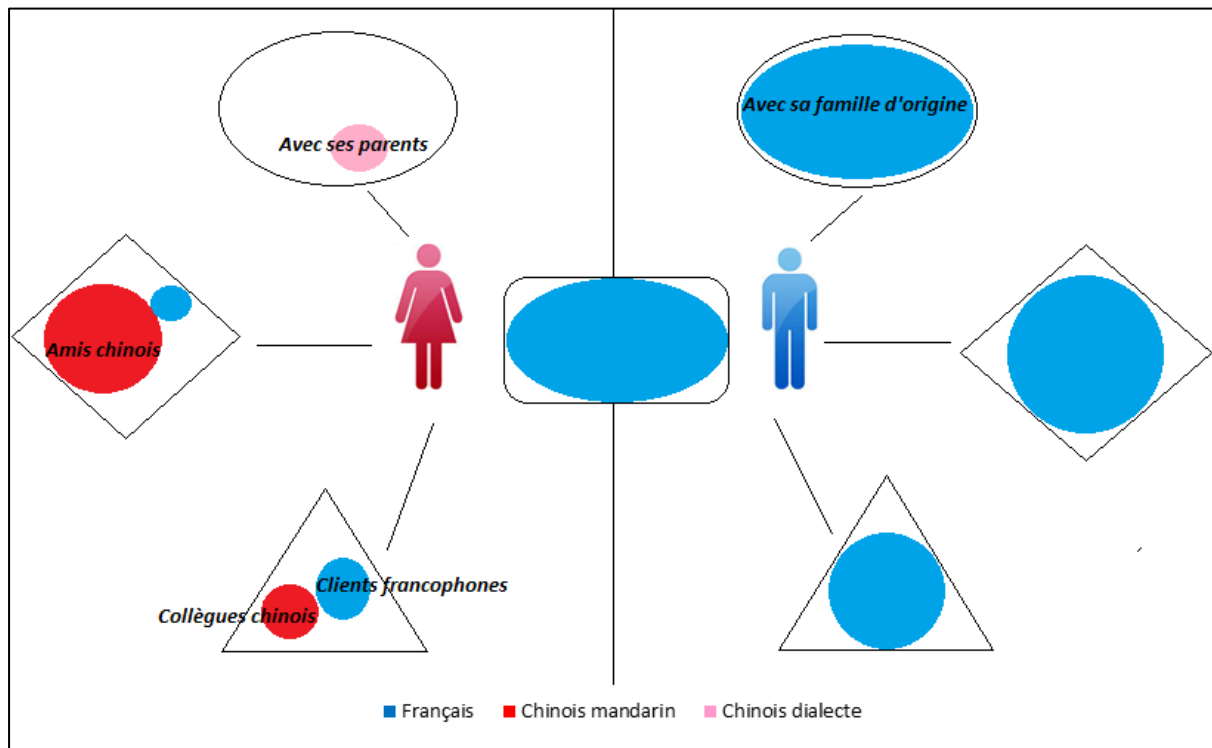 Avec ses parents
Avec sa famille d'origine
Amis chinois
Clients francophones
Collègues chinois
Français
Chinois mandarin
Chinois dialecte